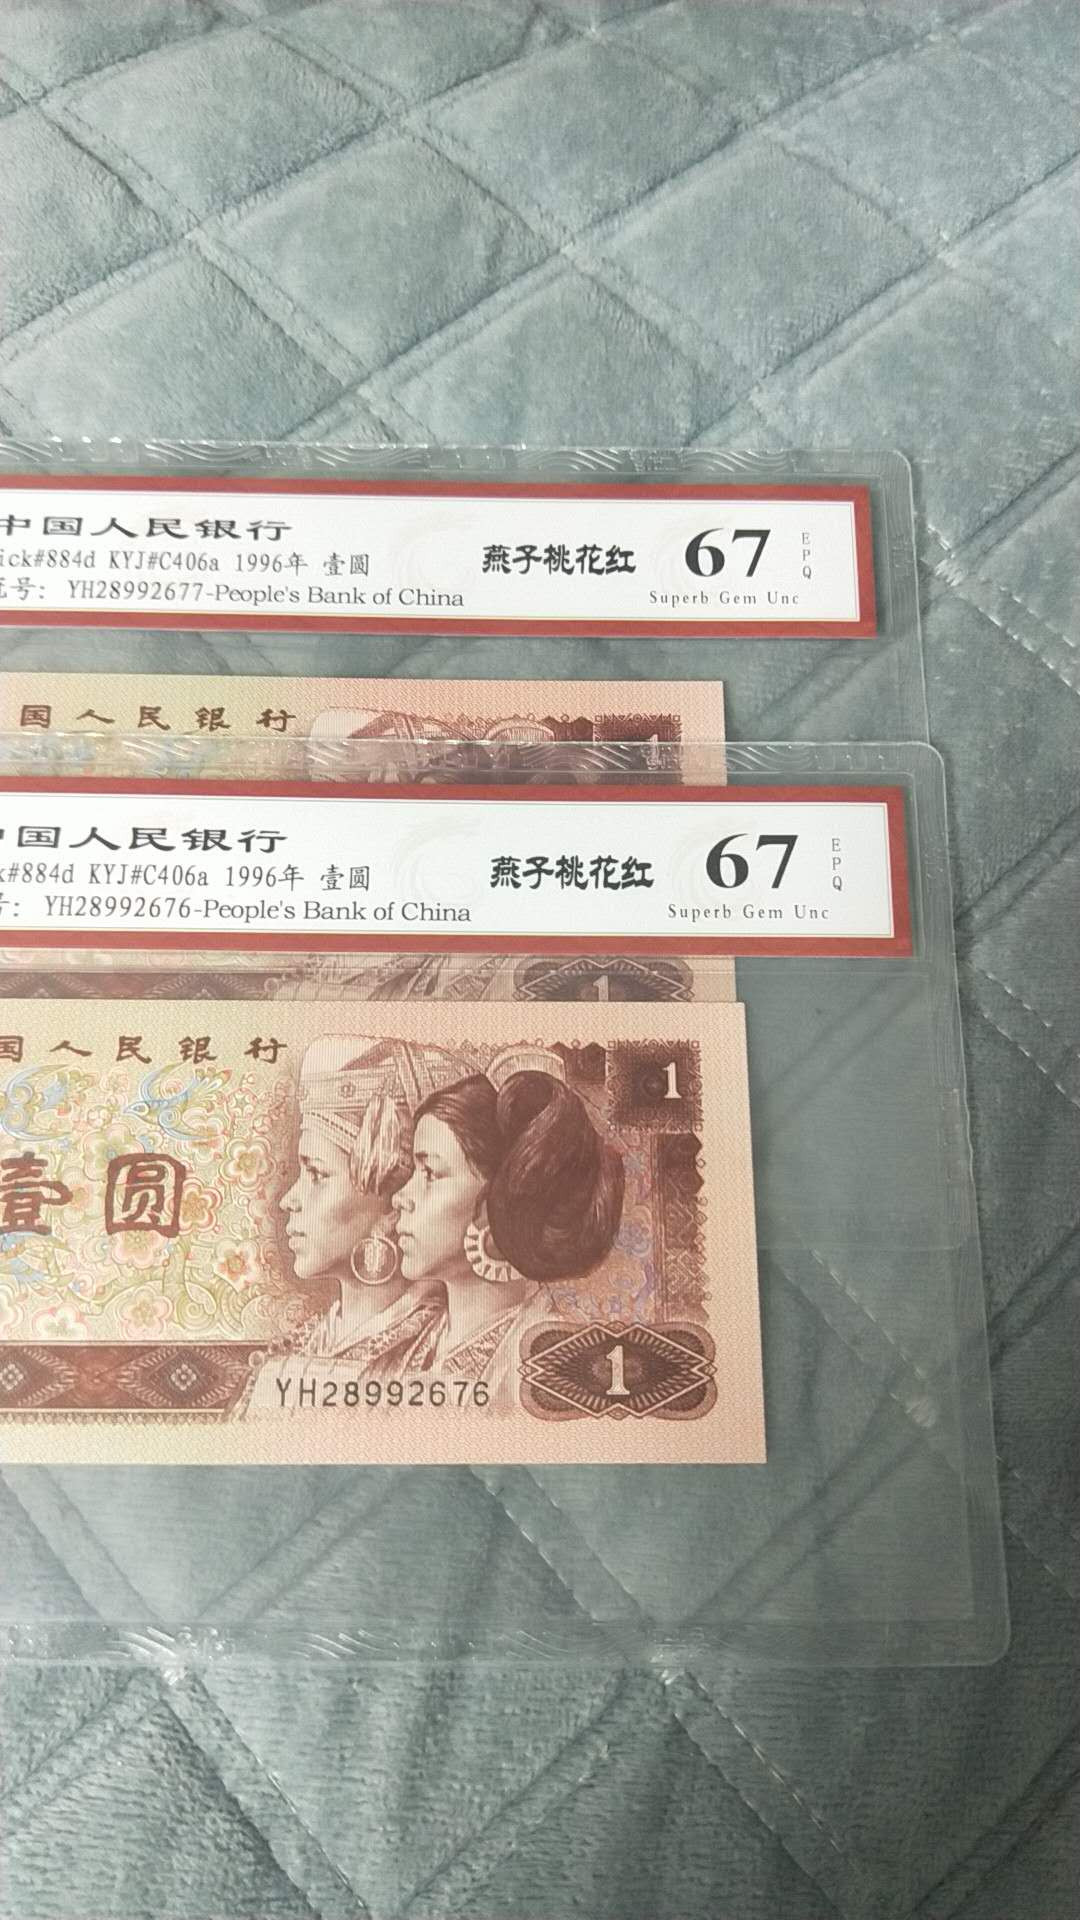 中国人民银行
ick#884d KYJ#C406a 1996年 壹圆
号: YH28992677-People's Bank of China
燕子桃花红
67
EPQ
Superb Gem Unc
国人民银行
1
中国人民银行
#884d KYJ#C406a 1996年 壹圆
号: YH28992676-People's Bank of China
燕子桃花红
67
EPQ
Superb Gem Unc
1
国人民银行
1
壹圆
YH28992676
1